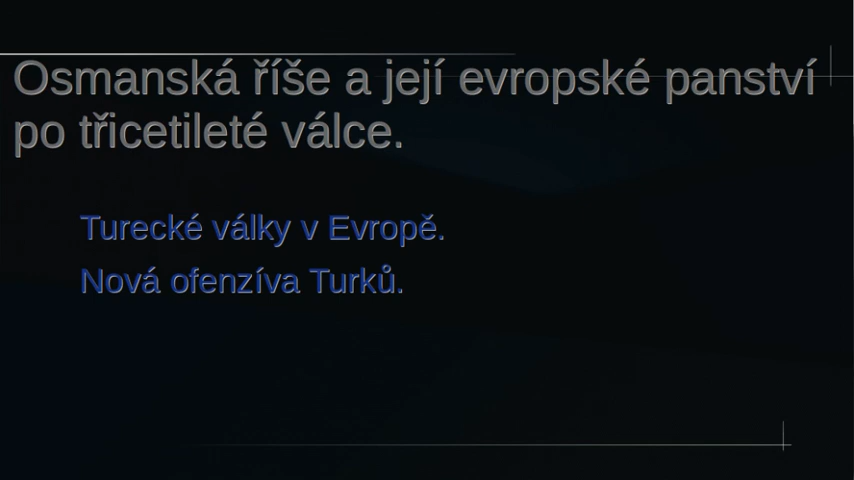 Osmanská říše a její evropské panství
po třicetileté válce.
Turecké války v Evropě.
Nová ofenzíva Turků.